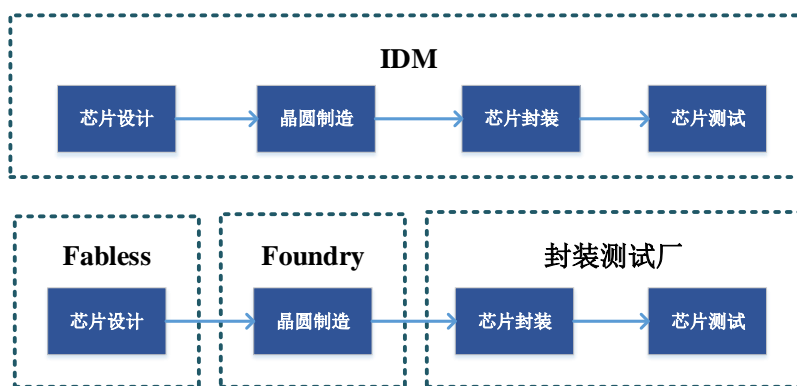 IDM
芯片设计
晶圆制造
芯片封装
芯片测试
Fabless
Foundry
封装测试厂
芯片设计
晶圆制造
芯片封装
芯片测试